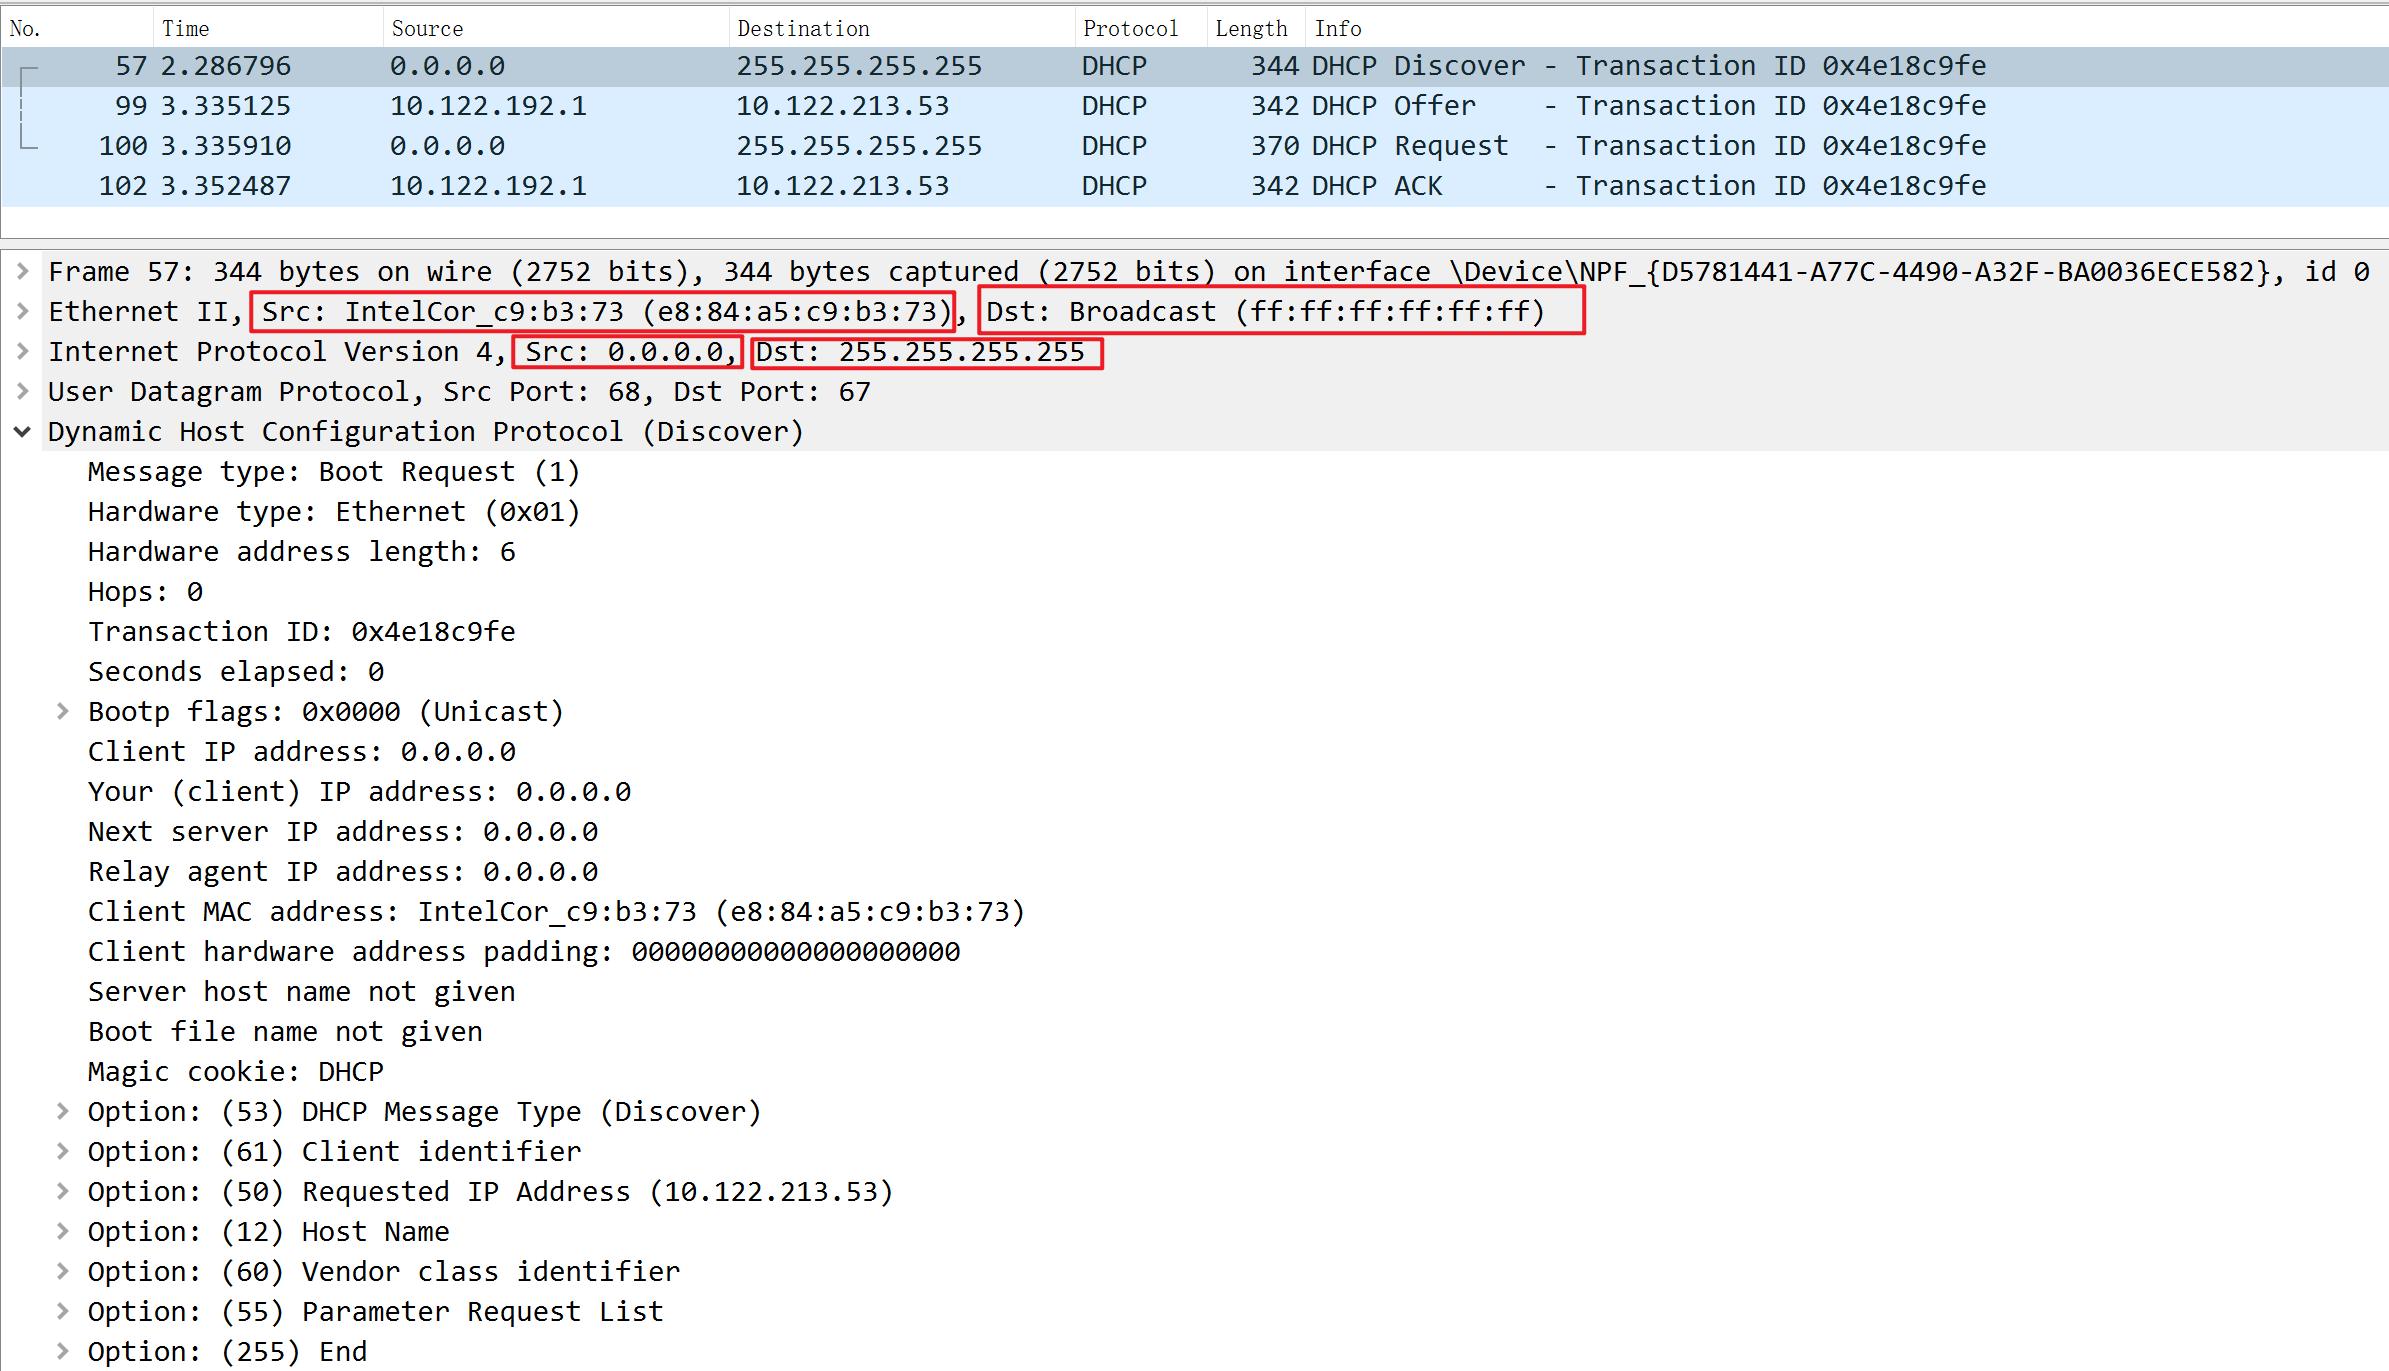 No. Time Source Destination Protocol Length Info
57 2.286796 0.0.0.0 255.255.255.255 DHCP 344 DHCP Discover - Transaction ID 0x4e18c9fe
99 3.335125 10.122.192.1 10.122.213.53 DHCP 342 DHCP Offer - Transaction ID 0x4e18c9fe
100 3.335910 0.0.0.0 255.255.255.255 DHCP 370 DHCP Request - Transaction ID 0x4e18c9fe
102 3.352487 10.122.192.1 10.122.213.53 DHCP 342 DHCP ACK - Transaction ID 0x4e18c9fe
Frame 57: 344 bytes on wire (2752 bits), 344 bytes captured (2752 bits) on interface \Device\NPF_{D5781441-A77C-4490-A32F-BA0036ECE582}, id 0
Ethernet II, Src: IntelCor_c9:b3:73 (e8:84:a5:c9:b3:73), Dst: Broadcast (ff:ff:ff:ff:ff:ff)
Internet Protocol Version 4, Src: 0.0.0.0, Dst: 255.255.255.255
User Datagram Protocol, Src Port: 68, Dst Port: 67
Dynamic Host Configuration Protocol (Discover)
Message type: Boot Request (1)
Hardware type: Ethernet (0x01)
Hardware address length: 6
Hops: 0
Transaction ID: 0x4e18c9fe
Seconds elapsed: 0
Bootp flags: 0x0000 (Unicast)
Client IP address: 0.0.0.0
Your (client) IP address: 0.0.0.0
Next server IP address: 0.0.0.0
Relay agent IP address: 0.0.0.0
Client MAC address: IntelCor_c9:b3:73 (e8:84:a5:c9:b3:73)
Client hardware address padding: 00000000000000000000
Server host name not given
Boot file name not given
Magic cookie: DHCP
Option: (53) DHCP Message Type (Discover)
Option: (61) Client identifier
Option: (50) Requested IP Address (10.122.213.53)
Option: (12) Host Name
Option: (60) Vendor class identifier
Option: (55) Parameter Request List
Option: (255) End